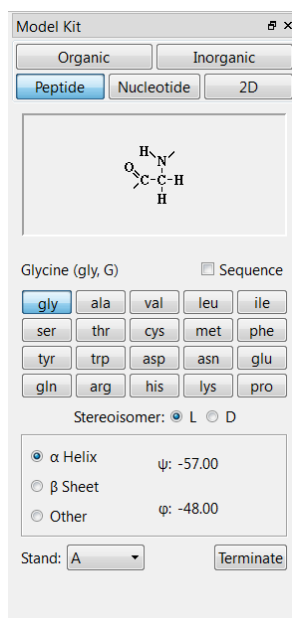 Model Kit
Organic Inorganic
Peptide Nucleotide 2D
H
N
O
C-C-H
H
Glycine (gly, G) Sequence
gly ala val leu ile
ser thr cys met phe
tyr trp asp asn glu
gln arg his lys pro
Stereoisomer: L D
α Helix
ψ: -57.00
β Sheet
Other
φ: -48.00
Stand: A Terminate